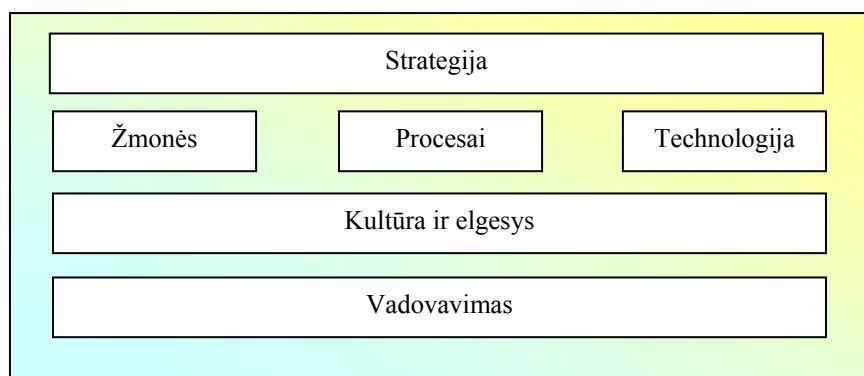 Strategija
Žmonės
Procesai
Technologija
Kultūra ir elgesys
Vadovavimas